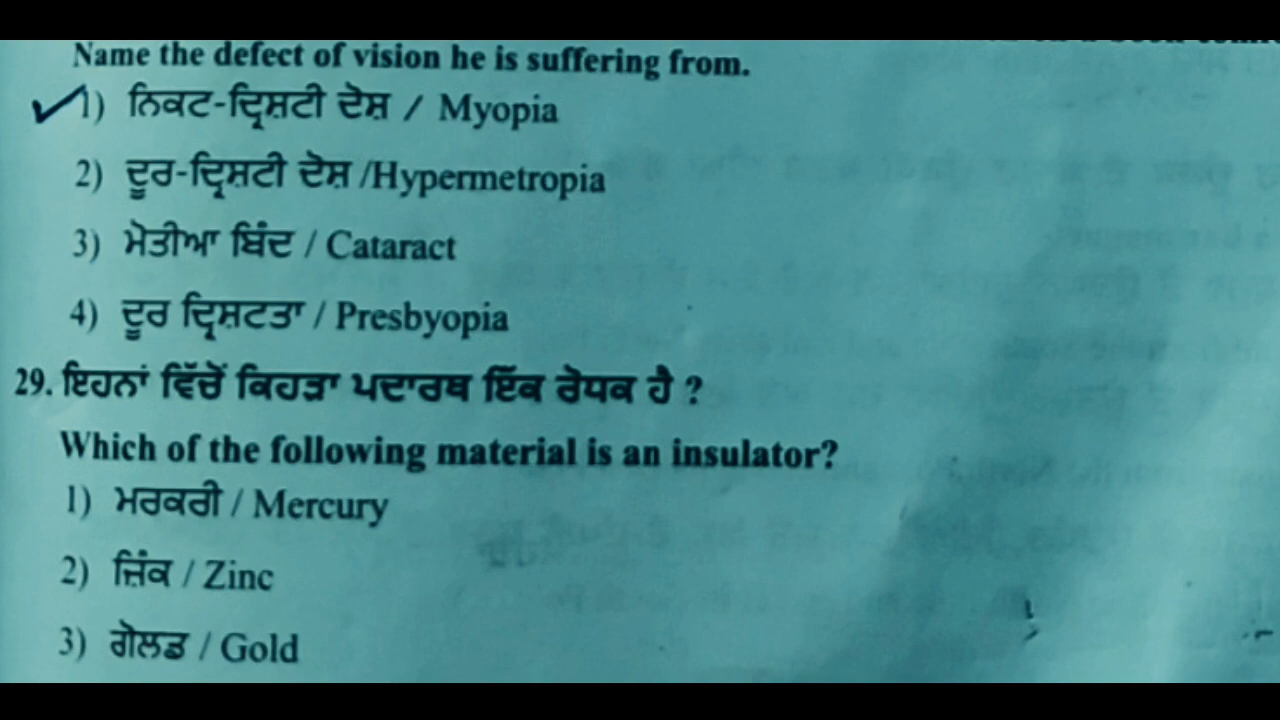 Name the defect of vision he is suffering from.
1) ਨਿਕਟ-ਦ੍ਰਿਸ਼ਟੀ ਦੋਸ਼ / Myopia
2) ਦੂਰ-ਦ੍ਰਿਸ਼ਟੀ ਦੋਸ਼ /Hypermetropia
3) ਮੋਤੀਆ ਬਿੰਦ / Cataract
4) ਦੂਰ ਦ੍ਰਿਸ਼ਟਤਾ / Presbyopia
29. ਇਹਨਾਂ ਵਿੱਚੋਂ ਕਿਹੜਾ ਪਦਾਰਥ ਇੱਕ ਰੋਧਕ ਹੈ ?
Which of the following material is an insulator?
1) ਮਰਕਰੀ / Mercury
2) ਜ਼ਿੰਕ / Zinc
3) ਗੋਲਡ / Gold